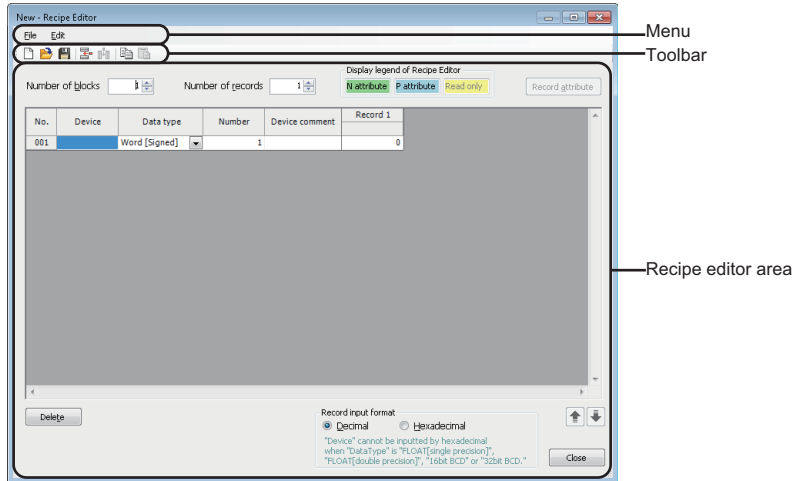 New - Recipe Editor
File Edit
Menu
Toolbar
Display legend of Recipe Editor
Number of blocks 1 Number of records 1 N attribute P attribute Read only Record attribute
No. Device Data type Number Device comment Record 1
001 Word [Signed] 1 0
Recipe editor area
Delete
Record input format
Decimal Hexadecimal
"Device" cannot be inputted by hexadecimal
when "DataType" is "FLOAT[single precision]",
"FLOAT[double precision]", "16bit BCD" or "32bit BCD."
Close